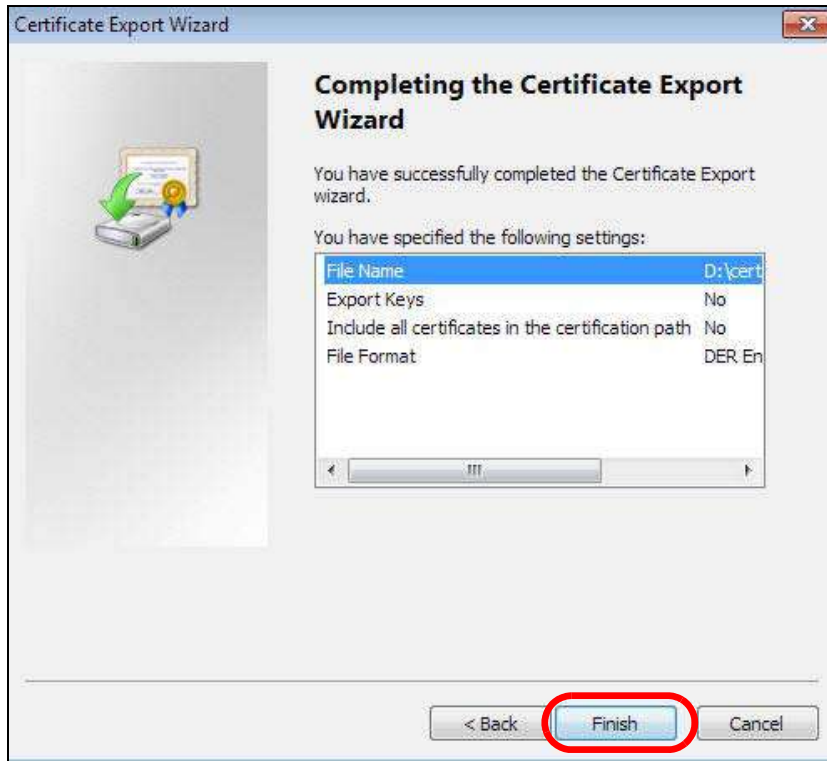 Certificate Export Wizard
Completing the Certificate Export
Wizard
You have successfully completed the Certificate Export
wizard.
You have specified the following settings:
File Name D:\cert
Export Keys No
Include all certificates in the certification path No
File Format DER En
< Back Finish Cancel